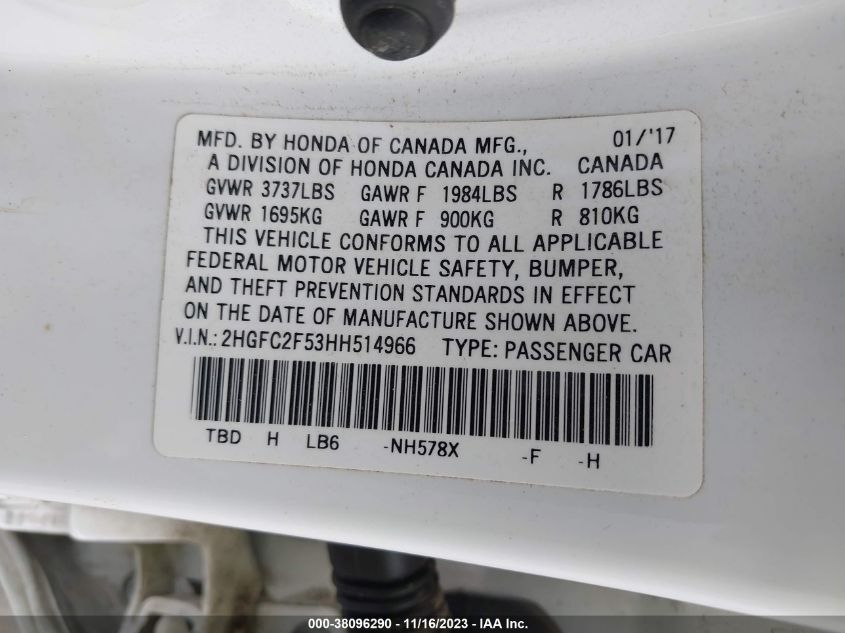 MFD. BY HONDA OF CANADA MFG., 01/'17
A DIVISION OF HONDA CANADA INC. CANADA
GVWR 3737LBS GAWR F 1984LBS R 1786LBS
GVWR 1695KG GAWR F 900KG R 810KG
THIS VEHICLE CONFORMS TO ALL APPLICABLE
FEDERAL MOTOR VEHICLE SAFETY, BUMPER,
AND THEFT PREVENTION STANDARDS IN EFFECT
ON THE DATE OF MANUFACTURE SHOWN ABOVE.
V.I.N.: 2HGFC2F53HH514966 TYPE: PASSENGER CAR
TBD H LB6 -NH578X -F -H
000-38096290 - 11/16/2023 - IAA Inc.